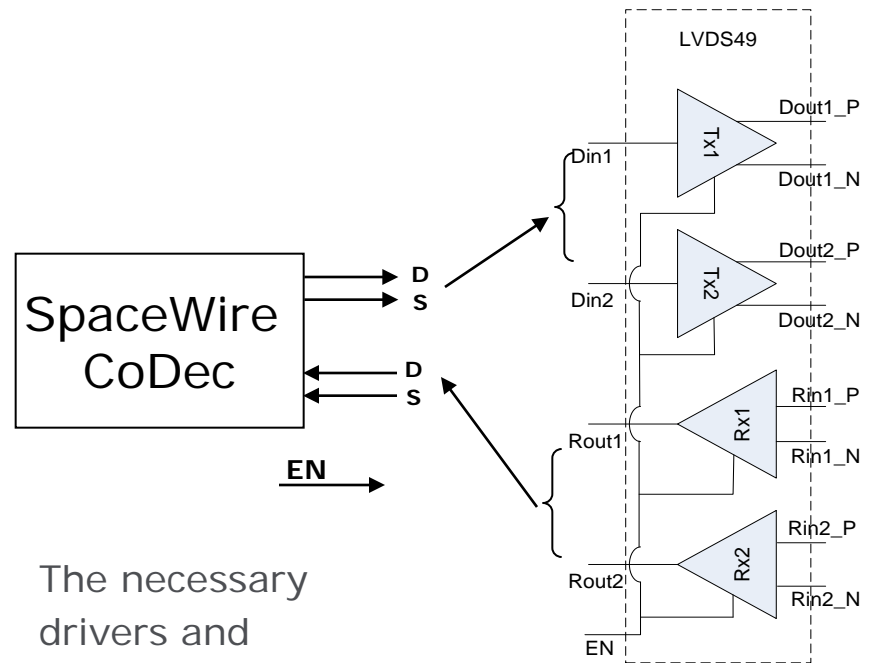 LVDS49
Dout1_P
Tx1
Din1
Dout1_N
Dout2_P
Tx2
Din2
Dout2_N
D
S
SpaceWire
CoDec
D
S
Rin1_P
Rx1
Rout1
Rin1_N
EN
Rin2_P
Rx2
Rout2
Rin2_N
EN
The necessary
drivers and